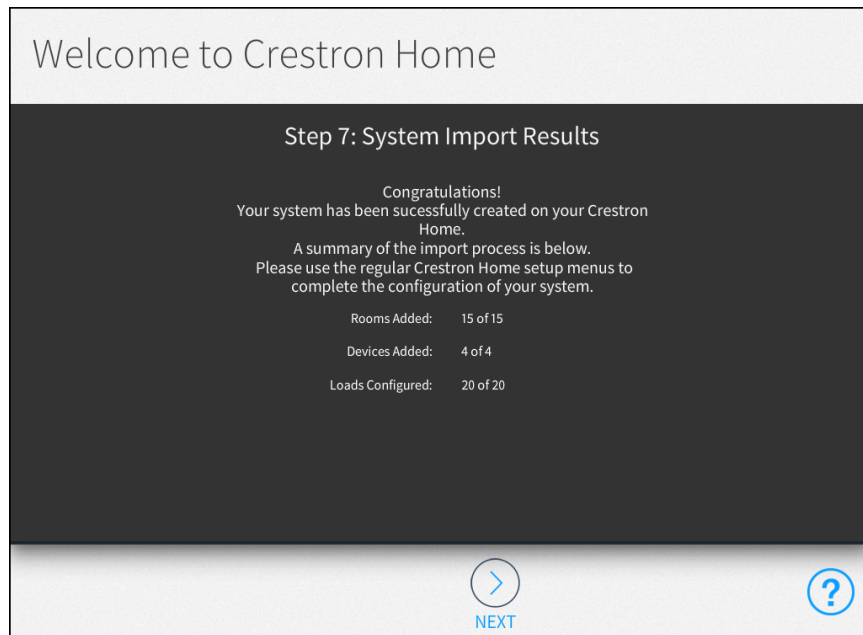 Welcome to Crestron Home
Step 7: System Import Results
Congratulations!
Your system has been sucessfully created on your Crestron
Home.
A summary of the import process is below.
Please use the regular Crestron Home setup menus to
complete the configuration of your system.
Rooms Added: 15 of 15
Devices Added: 4 of 4
Loads Configured: 20 of 20
NEXT
?